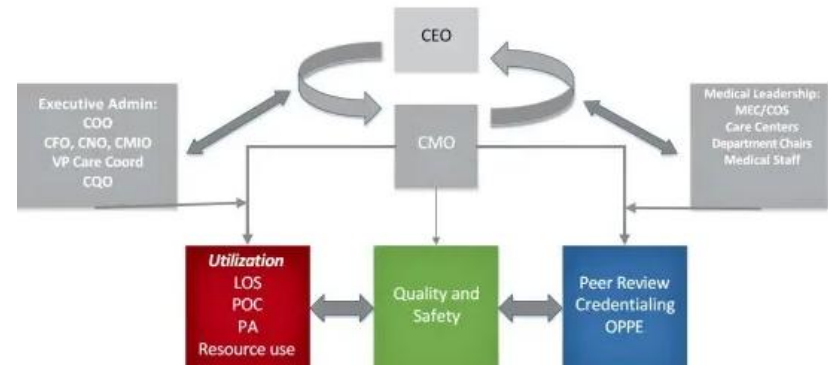 CEO
Executive Admin:
COO
CFO, CNO, CMIO
VP Care Coord
CQO
CMO
Medical Leadership:
MEC/COS
Care Centers
Department Chairs
Medical Staff
Utilization
LOS
POC
PA
Resource use
Quality and
Safety
Peer Review
Credentialing
OPPE